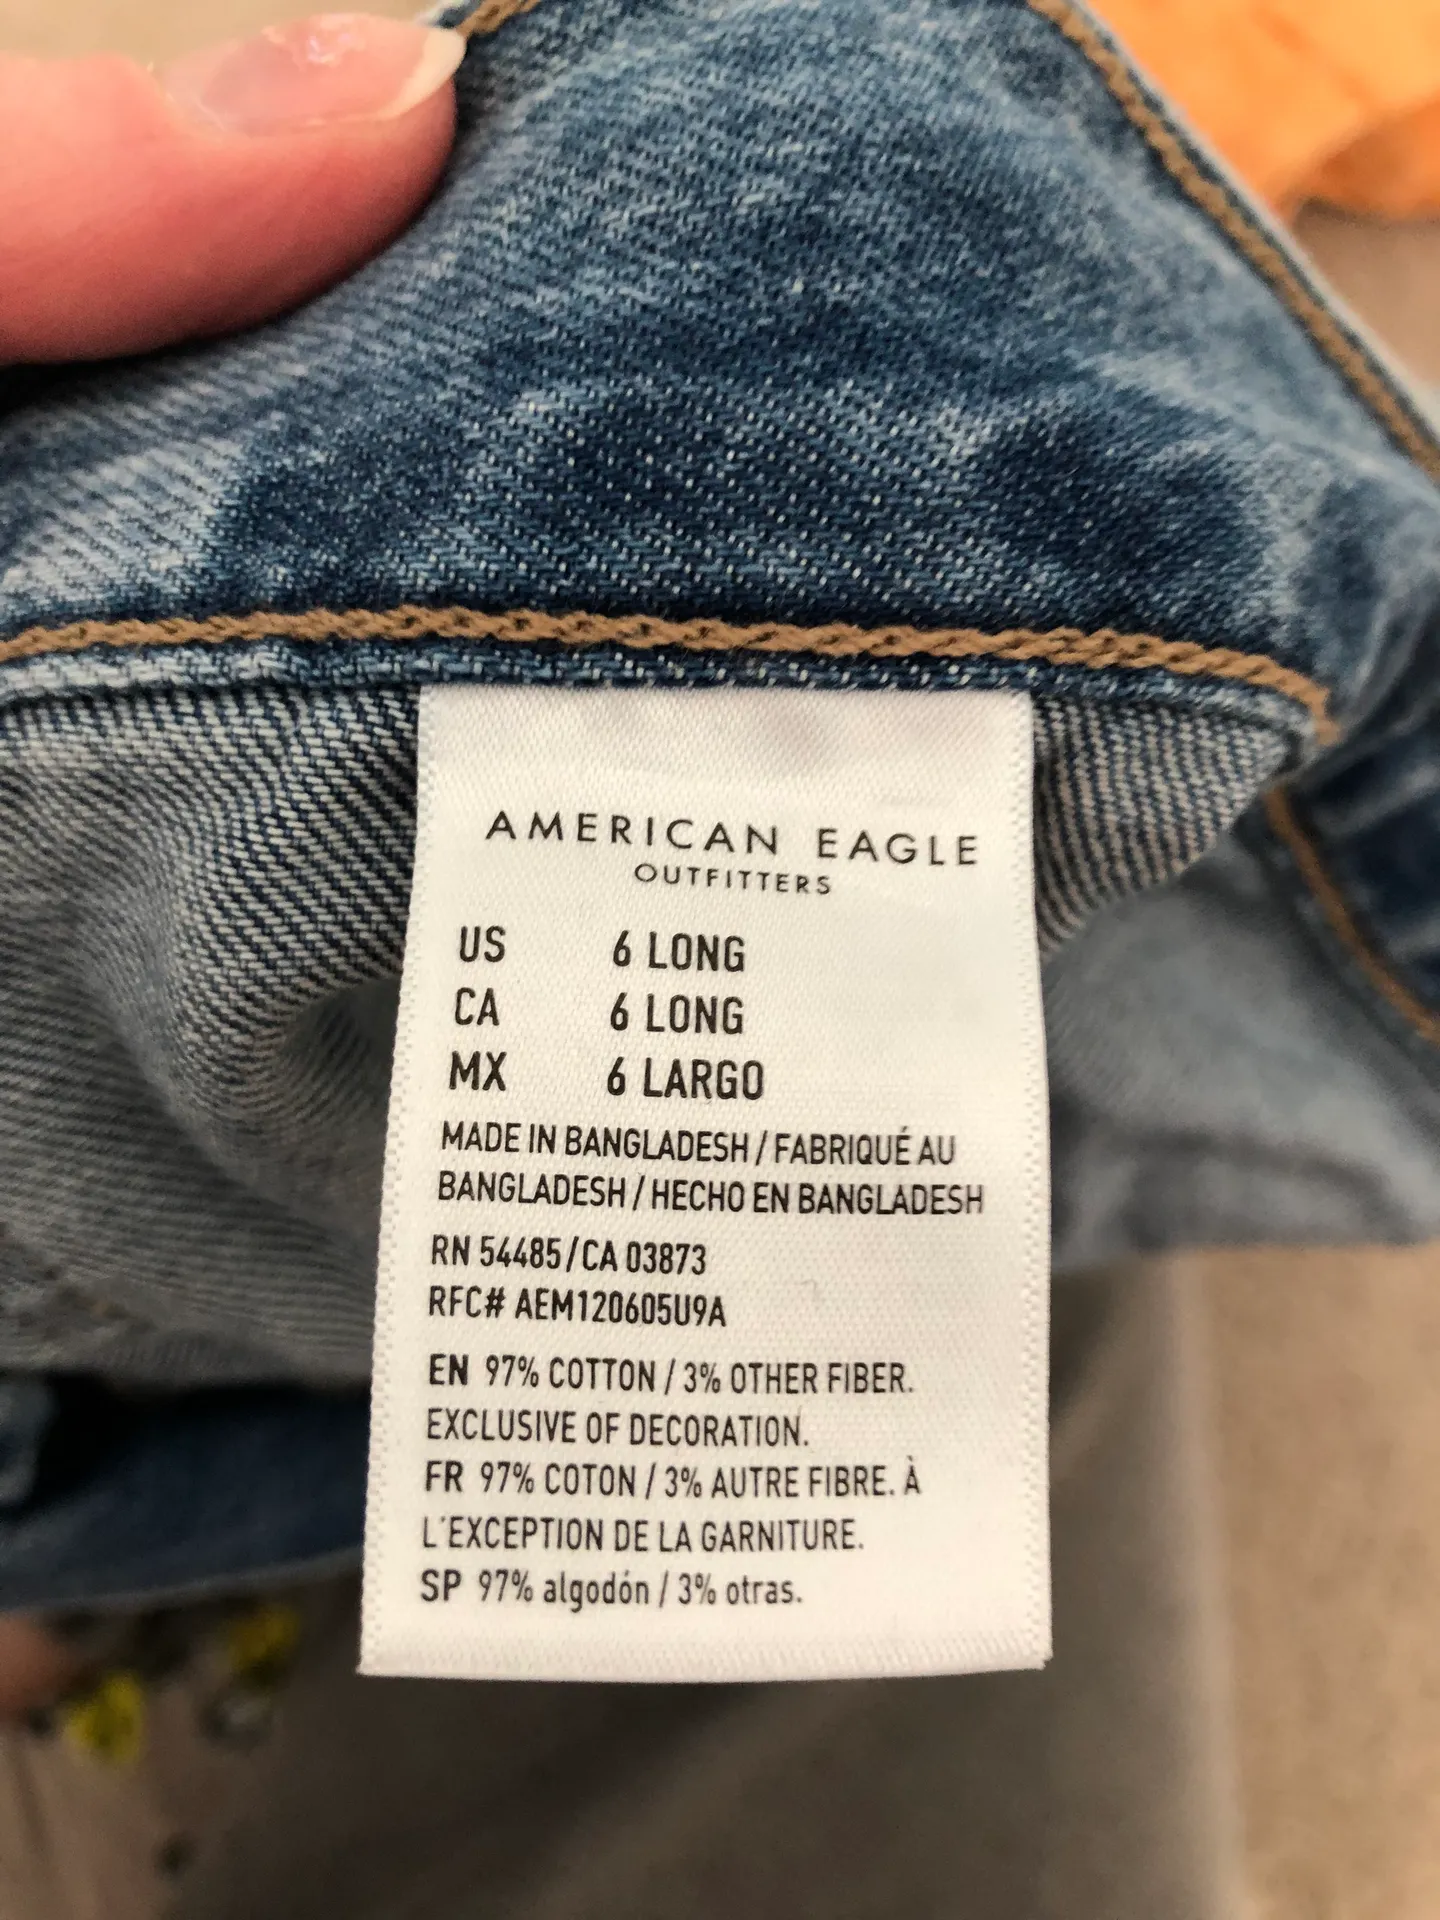 AMERICAN EAGLE
OUTFITTERS
US 6 LONG
CA 6 LONG
MX 6 LARGO
MADE IN BANGLADESH / FABRIQUÉ AU
BANGLADESH / HECHO EN BANGLADESH
RN 54485/CA 03873
RFC# AEM120605U9A
EN 97% COTTON / 3% OTHER FIBER.
EXCLUSIVE OF DECORATION.
FR 97% COTON / 3% AUTRE FIBRE. À
L'EXCEPTION DE LA GARNITURE.
SP 97% algodón / 3% otras.